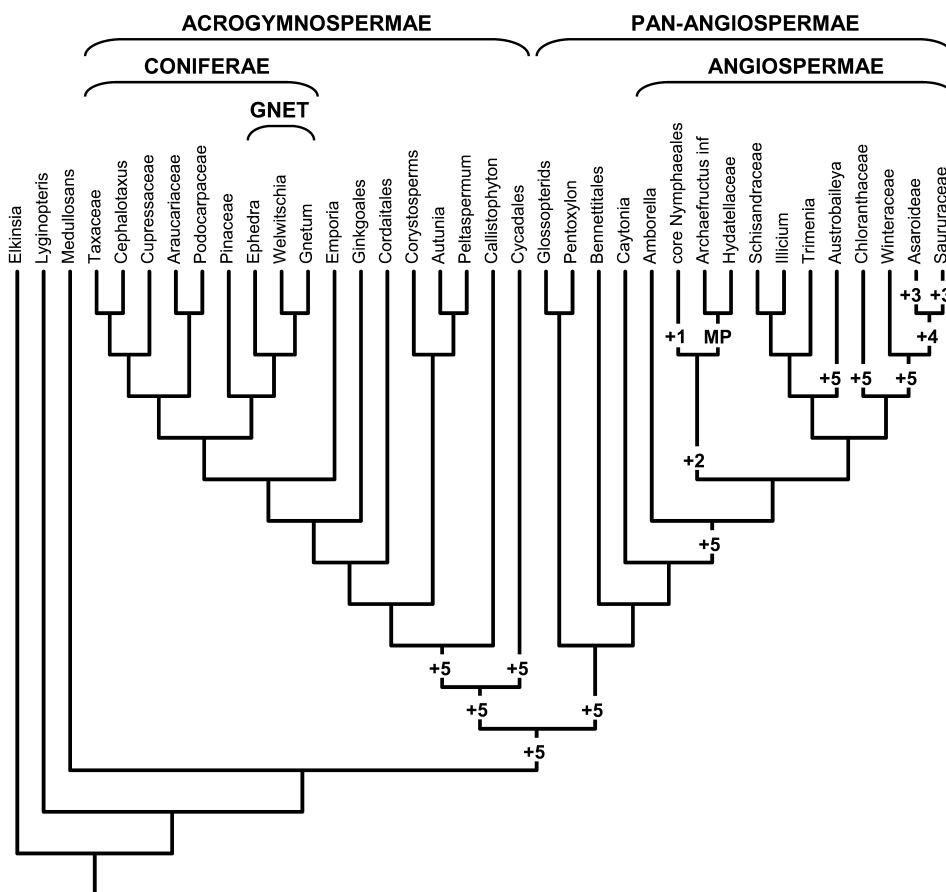 ACROGYMNOSPERMAE
PAN-ANGIOSPERMAE
CONIFERAE
ANGIOSPERMAE
GNET
Elkinsia
Lyginopteris
Medullosans
Taxaceae
Cephalotaxus
Cupressaceae
Araucariaceae
Podocarpaceae
Pinaceae
Ephedra
Welwitschia
Gnetum
Emporia
Ginkgoales
Cordaitales
Corystosperms
Autunia
Peltaspermum
Callistophyton
Cycadales
Glossopterids
Pentoxylon
Bennettitales
Caytonia
Amborella
core Nymphaeales
Archaefructus inf
Hydatellaceae
Schisandraceae
Illicium
Trimenia
Austrobaileya
Chloranthaceae
Winteraceae
Asaroideae
Saururaceae
+3
+3
+1
MP
+4
+5
+5
+5
+2
+5
+5
+5
+5
+5
+5